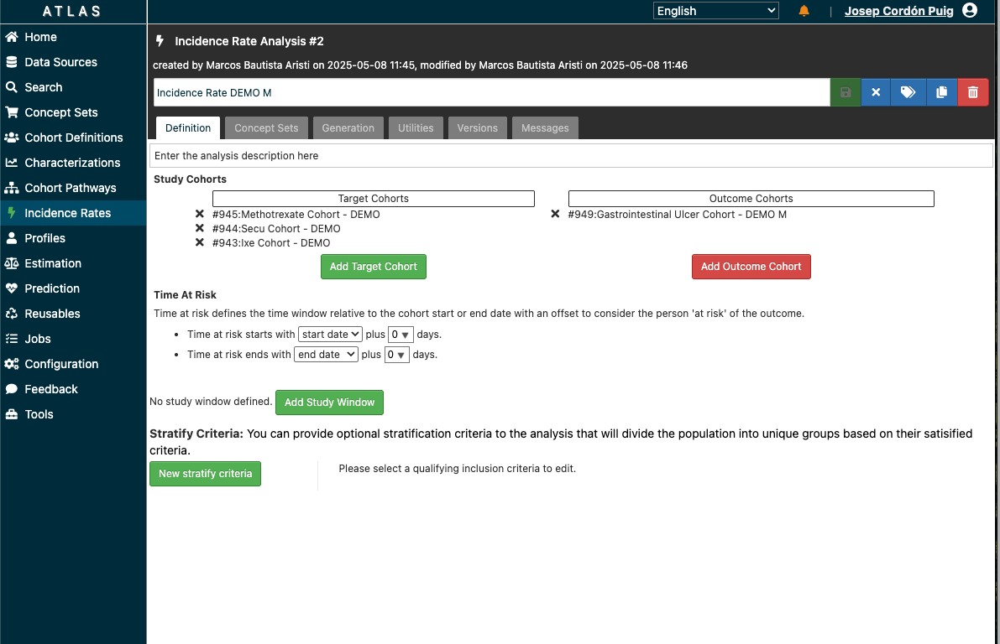 ATLAS
English
|
Josep Cordón Puig
Home
Data Sources
Search
Concept Sets
Cohort Definitions
Characterizations
Cohort Pathways
Incidence Rates
Profiles
Estimation
Prediction
Reusables
Jobs
Configuration
Feedback
Tools
Incidence Rate Analysis #2
created by Marcos Bautista Aristi on 2025-05-08 11:45, modified by Marcos Bautista Aristi on 2025-05-08 11:46
Incidence Rate DEMO M
Definition Concept Sets Generation Utilities Versions Messages
Enter the analysis description here
Study Cohorts
Target Cohorts
#945:Methotrexate Cohort - DEMO
#944:Secu Cohort - DEMO
#943:Ixe Cohort - DEMO
Add Target Cohort
Outcome Cohorts
#949:Gastrointestinal Ulcer Cohort - DEMO M
Add Outcome Cohort
Time At Risk
Time at risk defines the time window relative to the cohort start or end date with an offset to consider the person 'at risk' of the outcome.
• Time at risk starts with start date plus 0 ▼ days.
• Time at risk ends with end date plus 0 ▼ days.
No study window defined. Add Study Window
Stratify Criteria: You can provide optional stratification criteria to the analysis that will divide the population into unique groups based on their satisified
criteria.
New stratify criteria
Please select a qualifying inclusion criteria to edit.